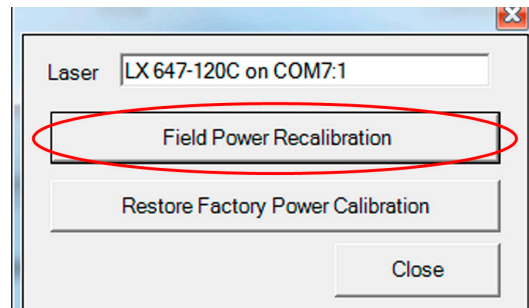 Laser LX 647-120C on COM7:1
Field Power Recalibration
Restore Factory Power Calibration
Close